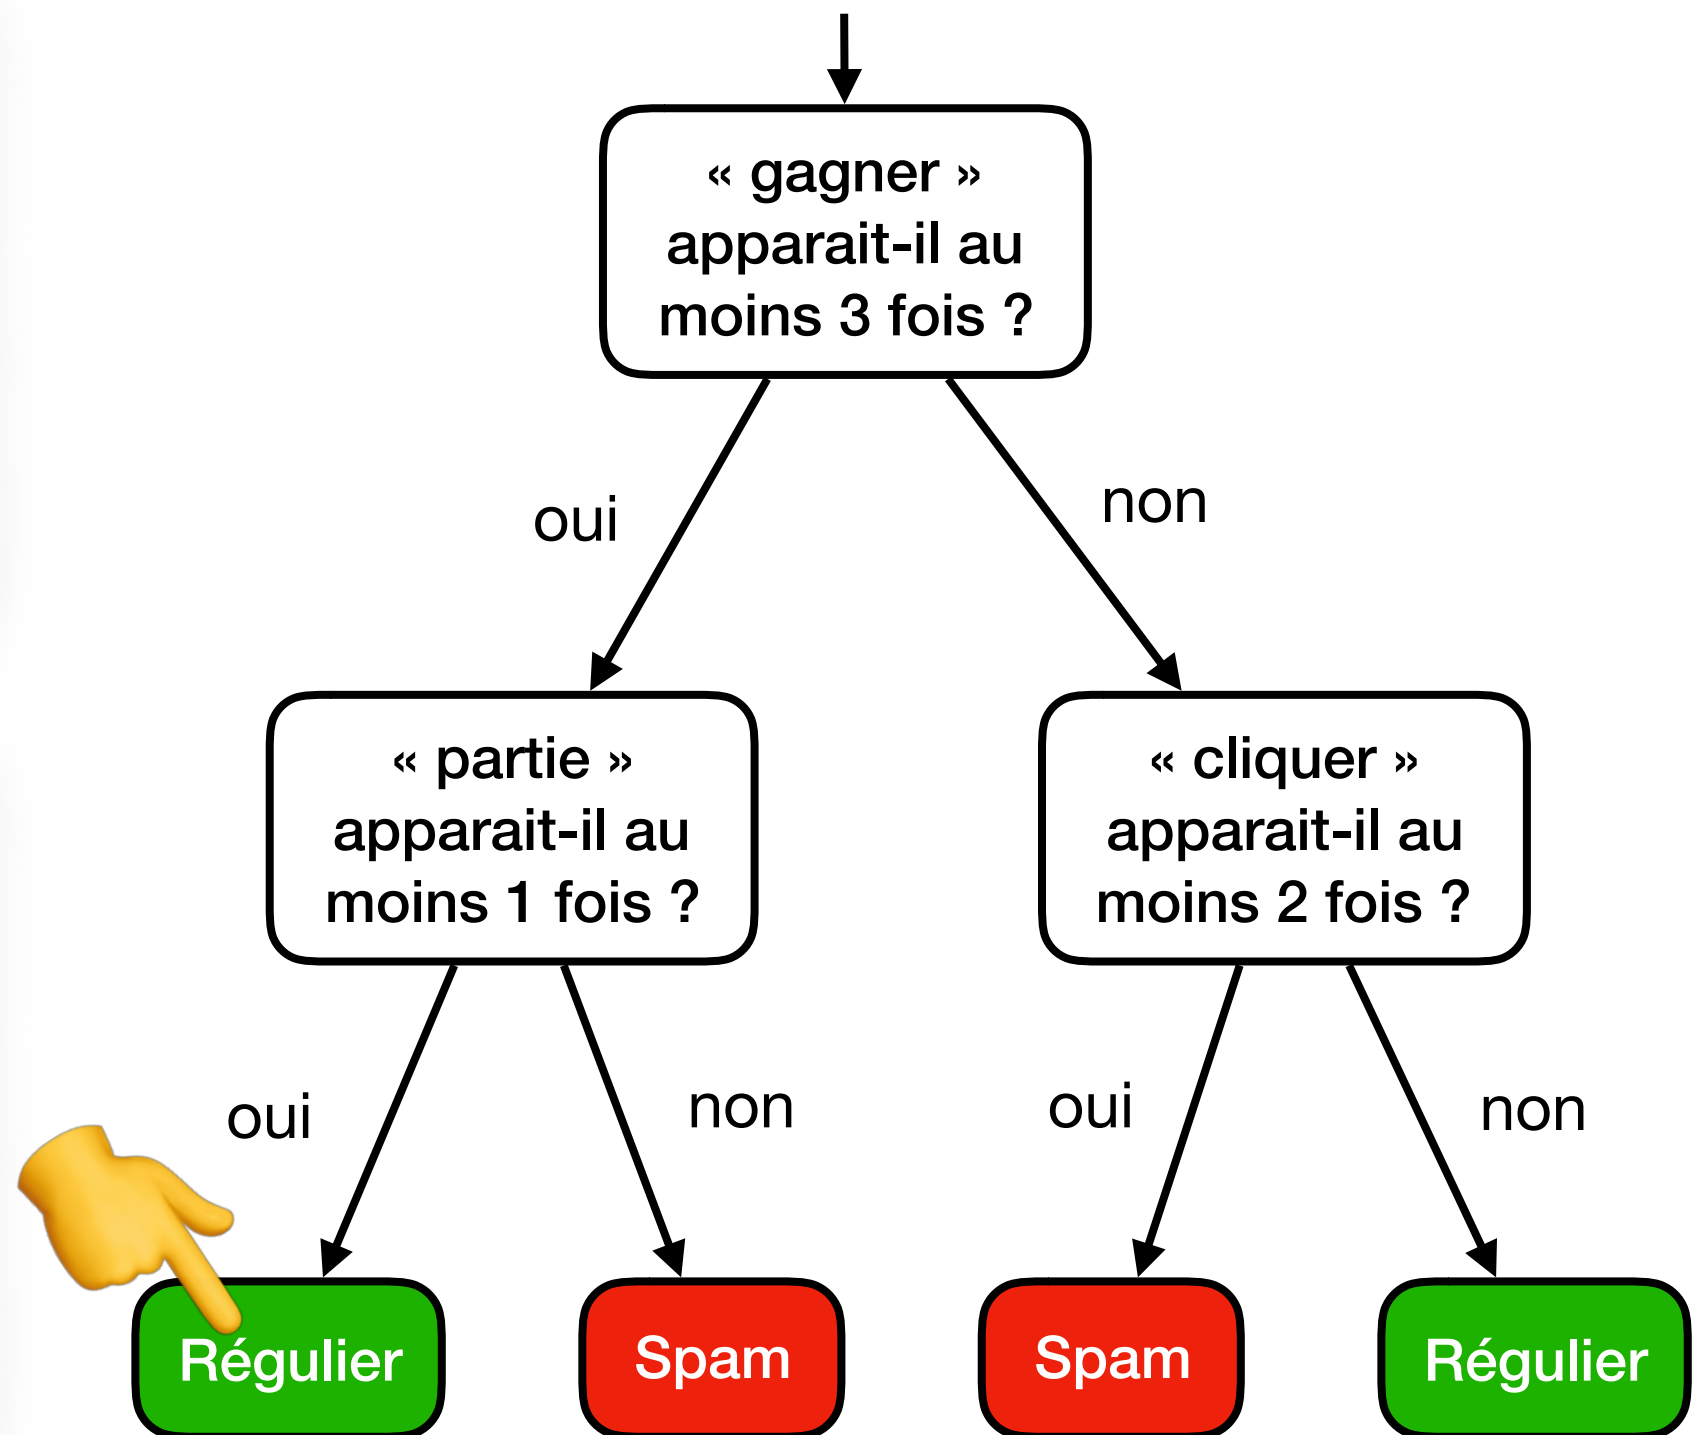 « gagner »
apparait-il au
moins 3 fois ?
oui
non
« partie »
apparait-il au
moins 1 fois ?
« cliquer »
apparait-il au
moins 2 fois ?
oui
non
oui
non
Régulier
Spam
Spam
Régulier